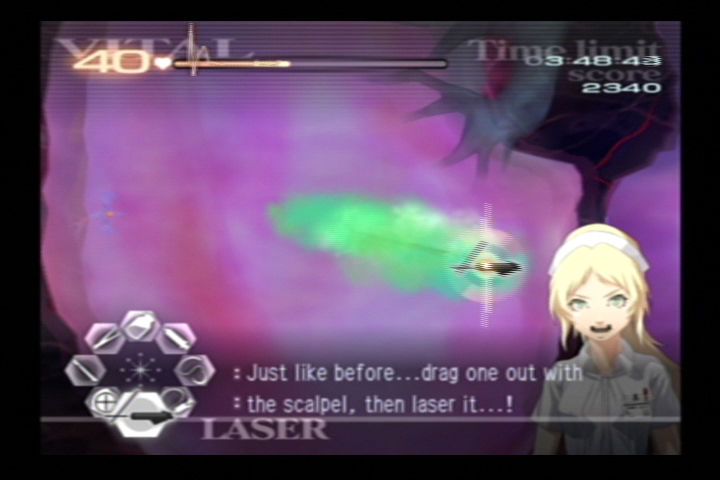 VITAL
Time limit
40
03:48:43
score
2340
: Just like before...drag one out with
: the scalpel, then laser it...!
LASER